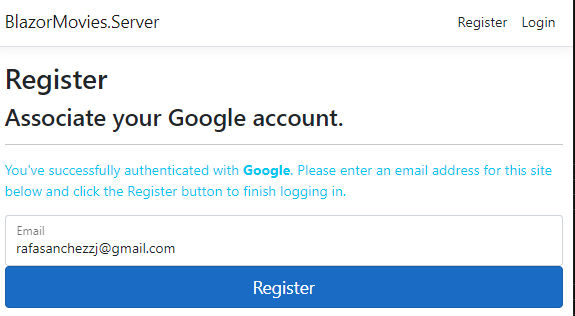 BlazorMovies.Server Register Login
Register
Associate your Google account.
You've successfully authenticated with Google. Please enter an email address for this site
below and click the Register button to finish logging in.
Email
rafasanchezzj@gmail.com
Register